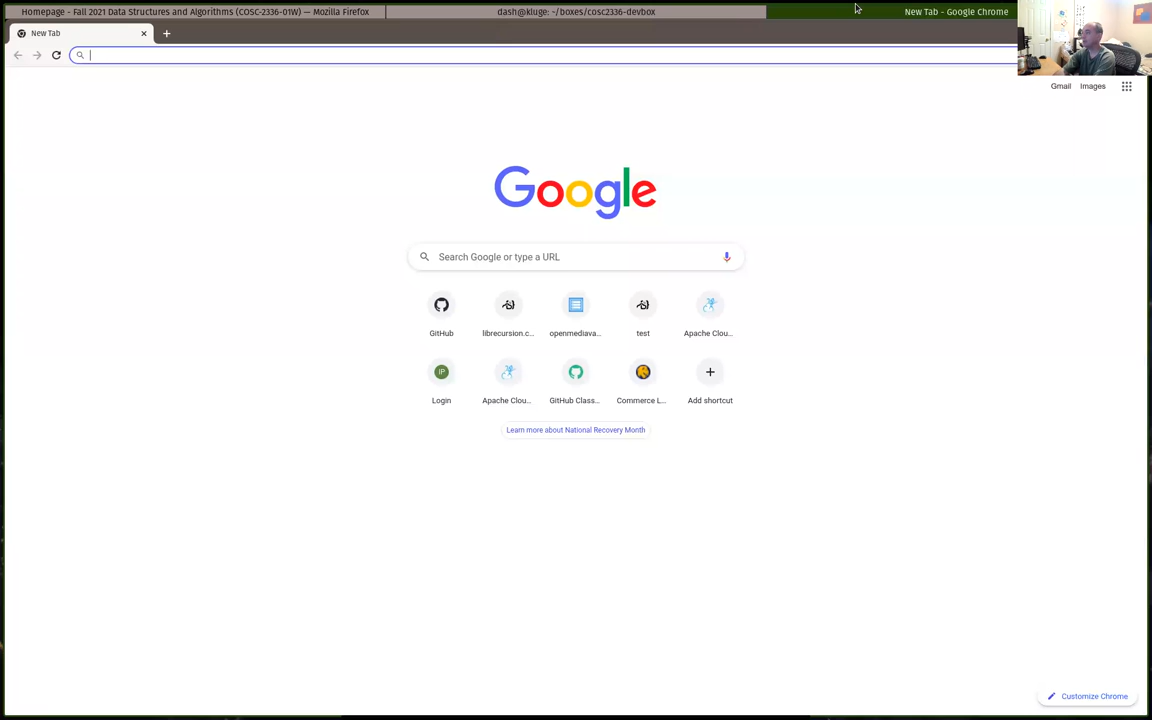 Homepage - Fall 2021 Data Structures and Algorithms (COSC-2336-01W) — Mozilla Firefox
dash@kluge: ~/boxes/cosc2336-devbox
New Tab - Google Chrome
New Tab
Gmail
Images
Google
Search Google or type a URL
GitHub
librecursion.c...
openmediava...
test
Apache Clou...
IP
Login
Apache Clou...
GitHub Class...
Commerce L...
Add shortcut
Learn more about National Recovery Month
Customize Chrome